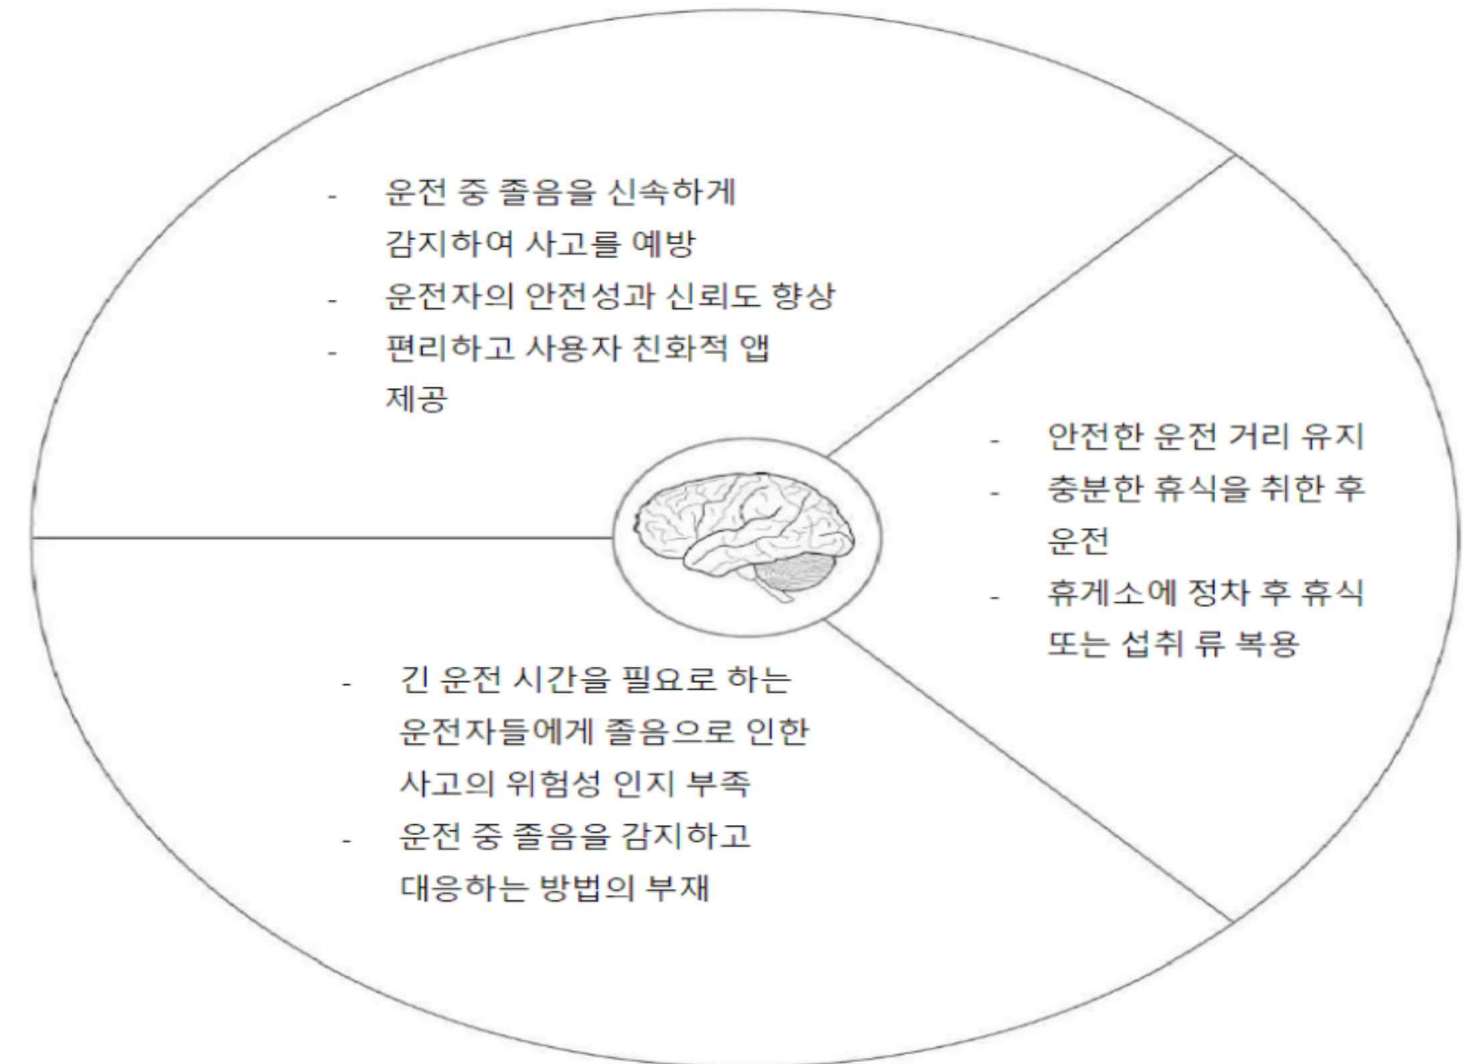 - 운전 중 졸음을 신속하게
감지하여 사고를 예방
- 운전자의 안전성과 신뢰도 향상
- 편리하고 사용자 친화적 앱
제공
- 안전한 운전 거리 유지
- 충분한 휴식을 취한 후
운전
- 휴게소에 정차 후 휴식
또는 섭취 류 복용
- 긴 운전 시간을 필요로 하는
운전자들에게 졸음으로 인한
사고의 위험성 인지 부족
- 운전 중 졸음을 감지하고
대응하는 방법의 부재